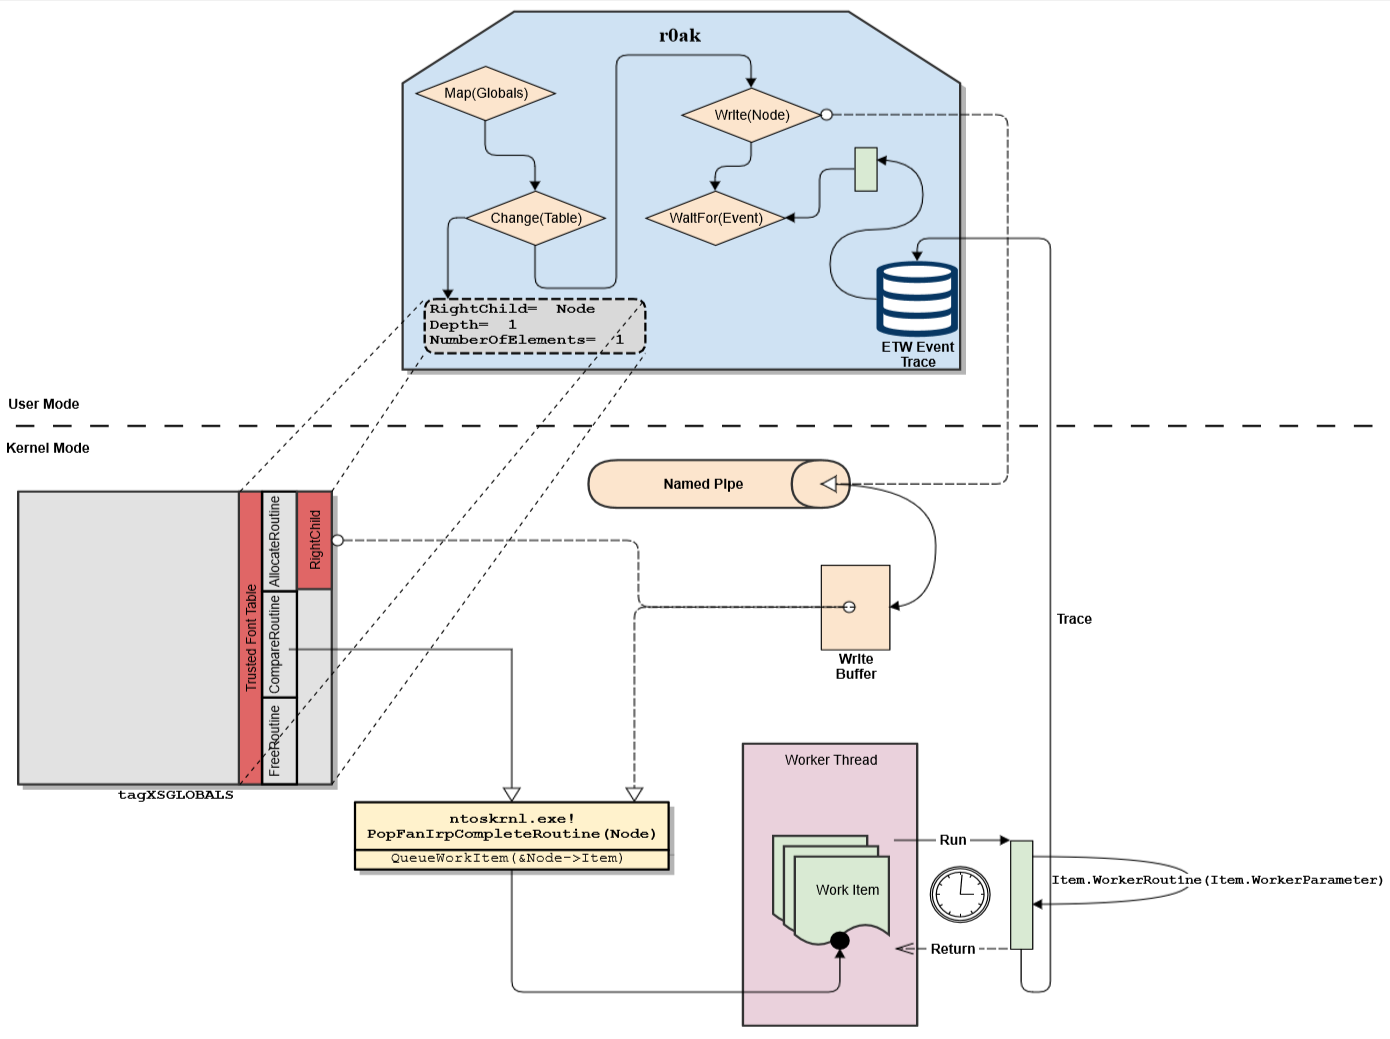 r0ak
Map(Globals)
Write(Node)
Change(Table)
WaitFor(Event)
RightChild=  Node
Depth=  1
NumberOfElements=  1
ETW Event
Trace
User Mode
Kernel Mode
Named Pipe
Trusted Font Table
AllocateRoutine
CompareRoutine
FreeRoutine
RightChild
tagXSGLOBALS
Write
Buffer
Trace
ntoskrnl.exe!
PopFanIrpCompleteRoutine(Node)
QueueWorkItem(&Node->Item)
Worker Thread
Work Item
Run
Item.WorkerRoutine(Item.WorkerParameter)
Return